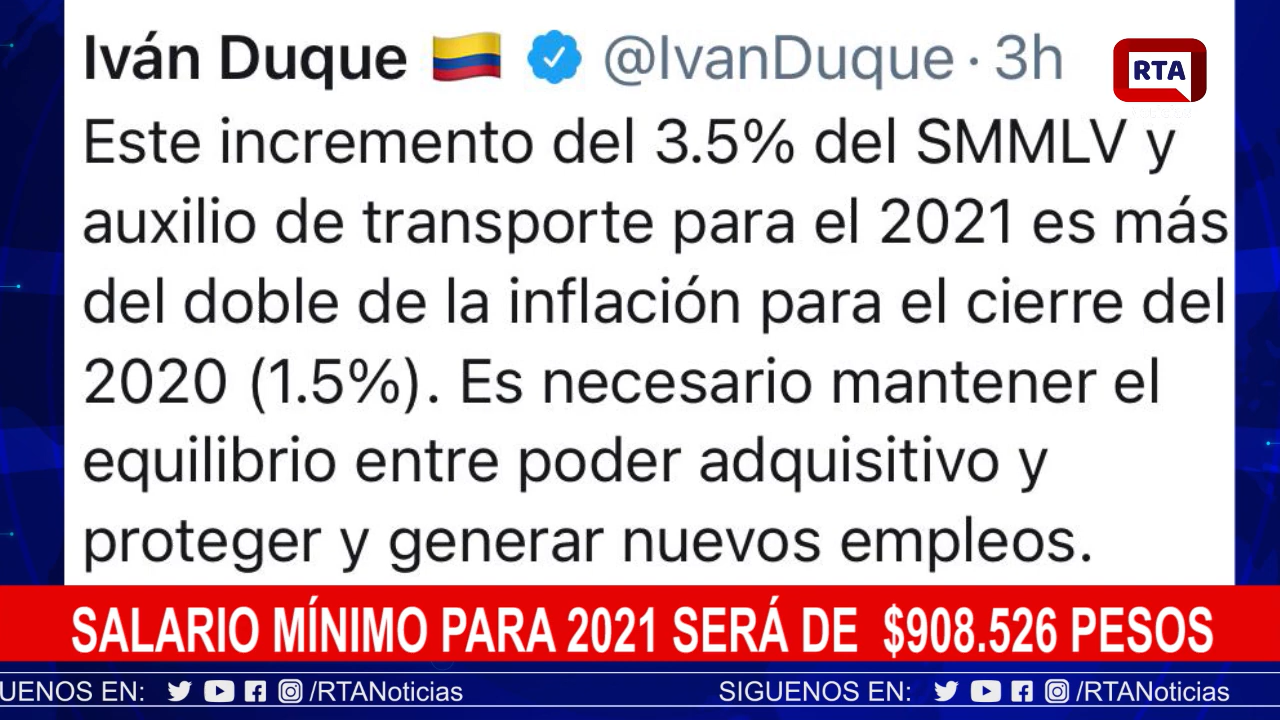 Iván Duque @IvanDuque · 3h
RTA
Este incremento del 3.5% del SMMLV y
auxilio de transporte para el 2021 es más
del doble de la inflación para el cierre del
2020 (1.5%). Es necesario mantener el
equilibrio entre poder adquisitivo y
proteger y generar nuevos empleos.
SALARIO MÍNIMO PARA 2021 SERÁ DE $908.526 PESOS
UENOS EN: /RTANoticias SIGUENOS EN: /RTANoticias